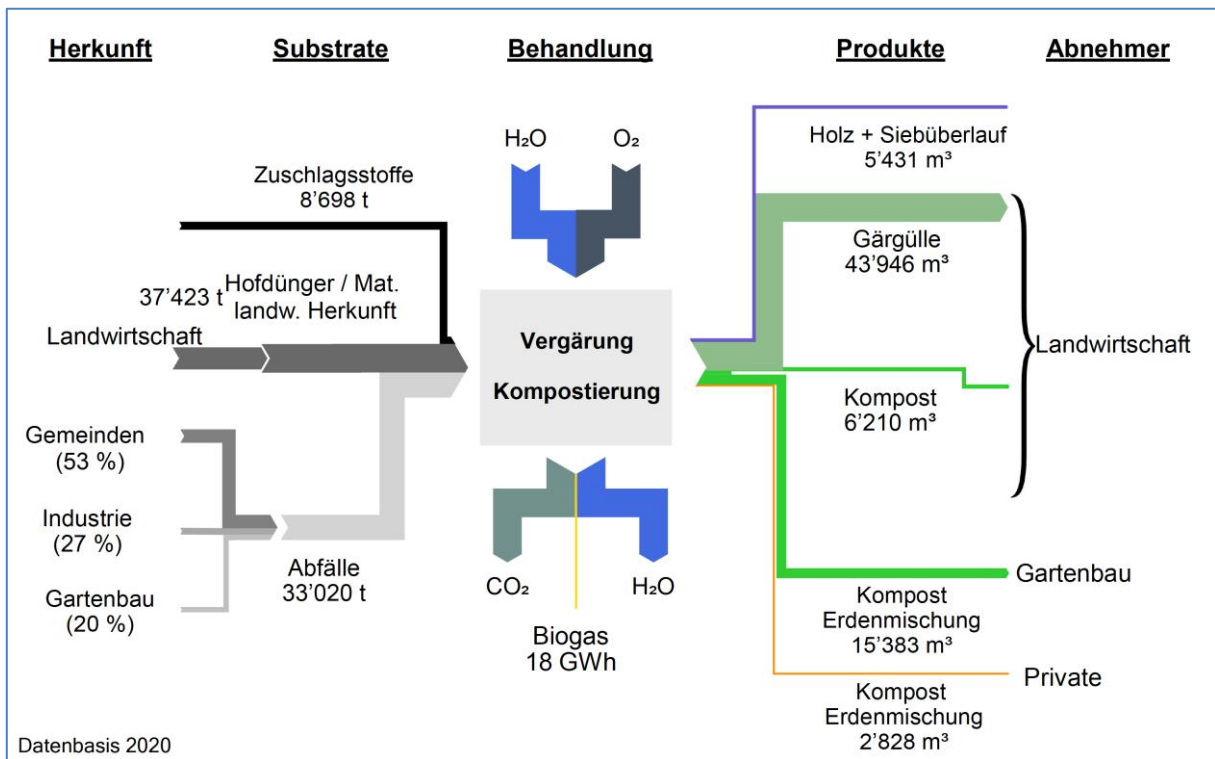 Herkunft
Substrate
Behandlung
Produkte
Abnehmer
Zuschlagsstoffe
8’698 t
37’423 t
Hofdünger / Mat.
landw. Herkunft
Landwirtschaft
Gemeinden
(53 %)
Industrie
(27 %)
Gartenbau
(20 %)
Abfälle
33’020 t
H₂O
O₂
Vergärung
Kompostierung
CO₂
H₂O
Biogas
18 GWh
Holz + Siebüberlauf
5’431 m³
Gärgülle
43’946 m³
Kompost
6’210 m³
Landwirtschaft
Kompost
Erdenmischung
15’383 m³
Gartenbau
Kompost
Erdenmischung
2’828 m³
Private
Datenbasis 2020